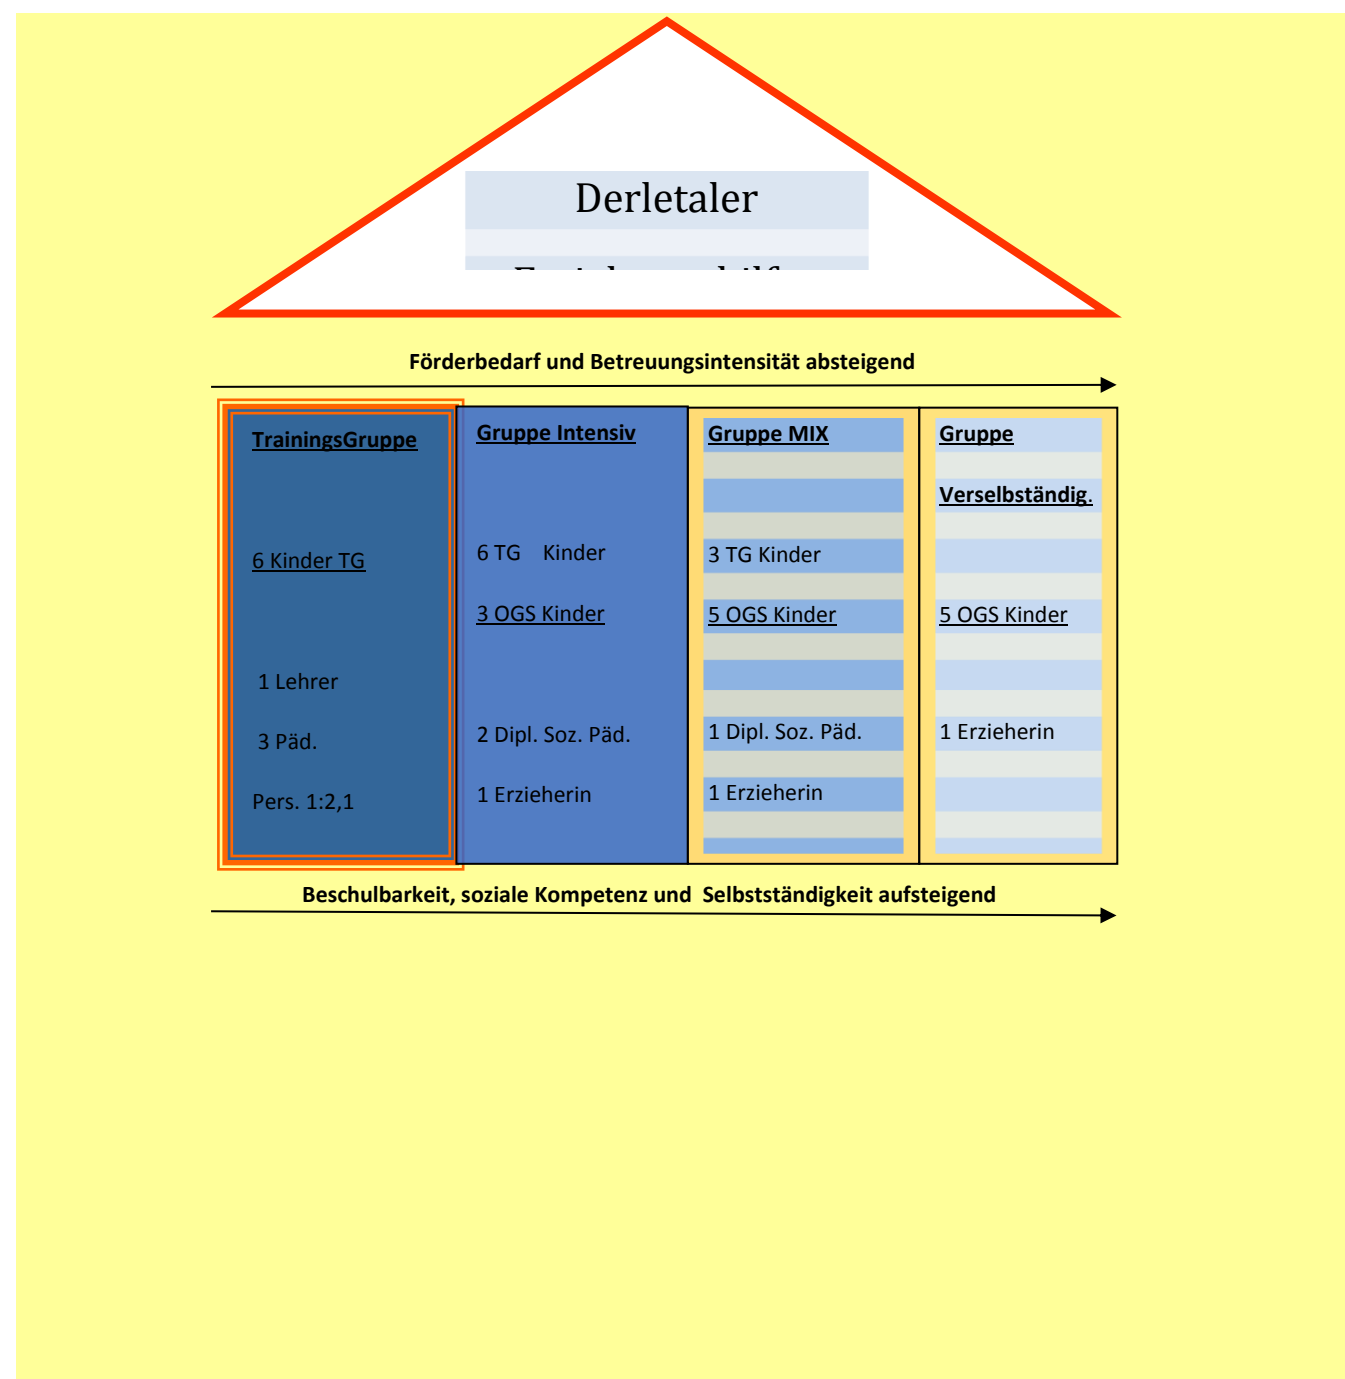 Derletaler
Förderbedarf und Betreuungsintensität absteigend
TrainingsGruppe
6 Kinder TG
1 Lehrer
3 Päd.
Pers. 1:2,1
Gruppe Intensiv
6 TG Kinder
3 OGS Kinder
2 Dipl. Soz. Päd.
1 Erzieherin
Gruppe MIX
3 TG Kinder
5 OGS Kinder
1 Dipl. Soz. Päd.
1 Erzieherin
Gruppe
Verselbständig.
5 OGS Kinder
1 Erzieherin
Beschulbarkeit, soziale Kompetenz und Selbstständigkeit aufsteigend